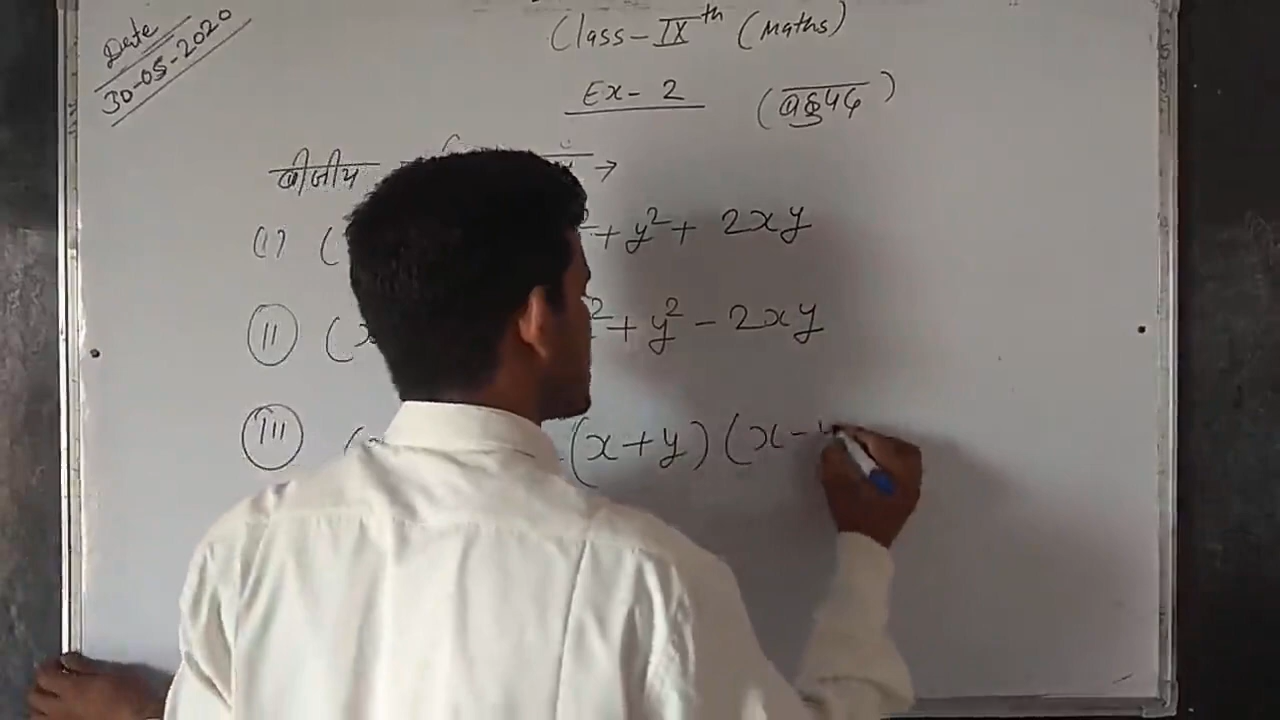 Date
30-05-2020
Class-IXth (Maths)
Ex-2 (बहुपद)
बीजीय →
(i) ( + y² + 2xy
(ii) (x ² + y² - 2xy
(iii) ( (x+y) (x-y